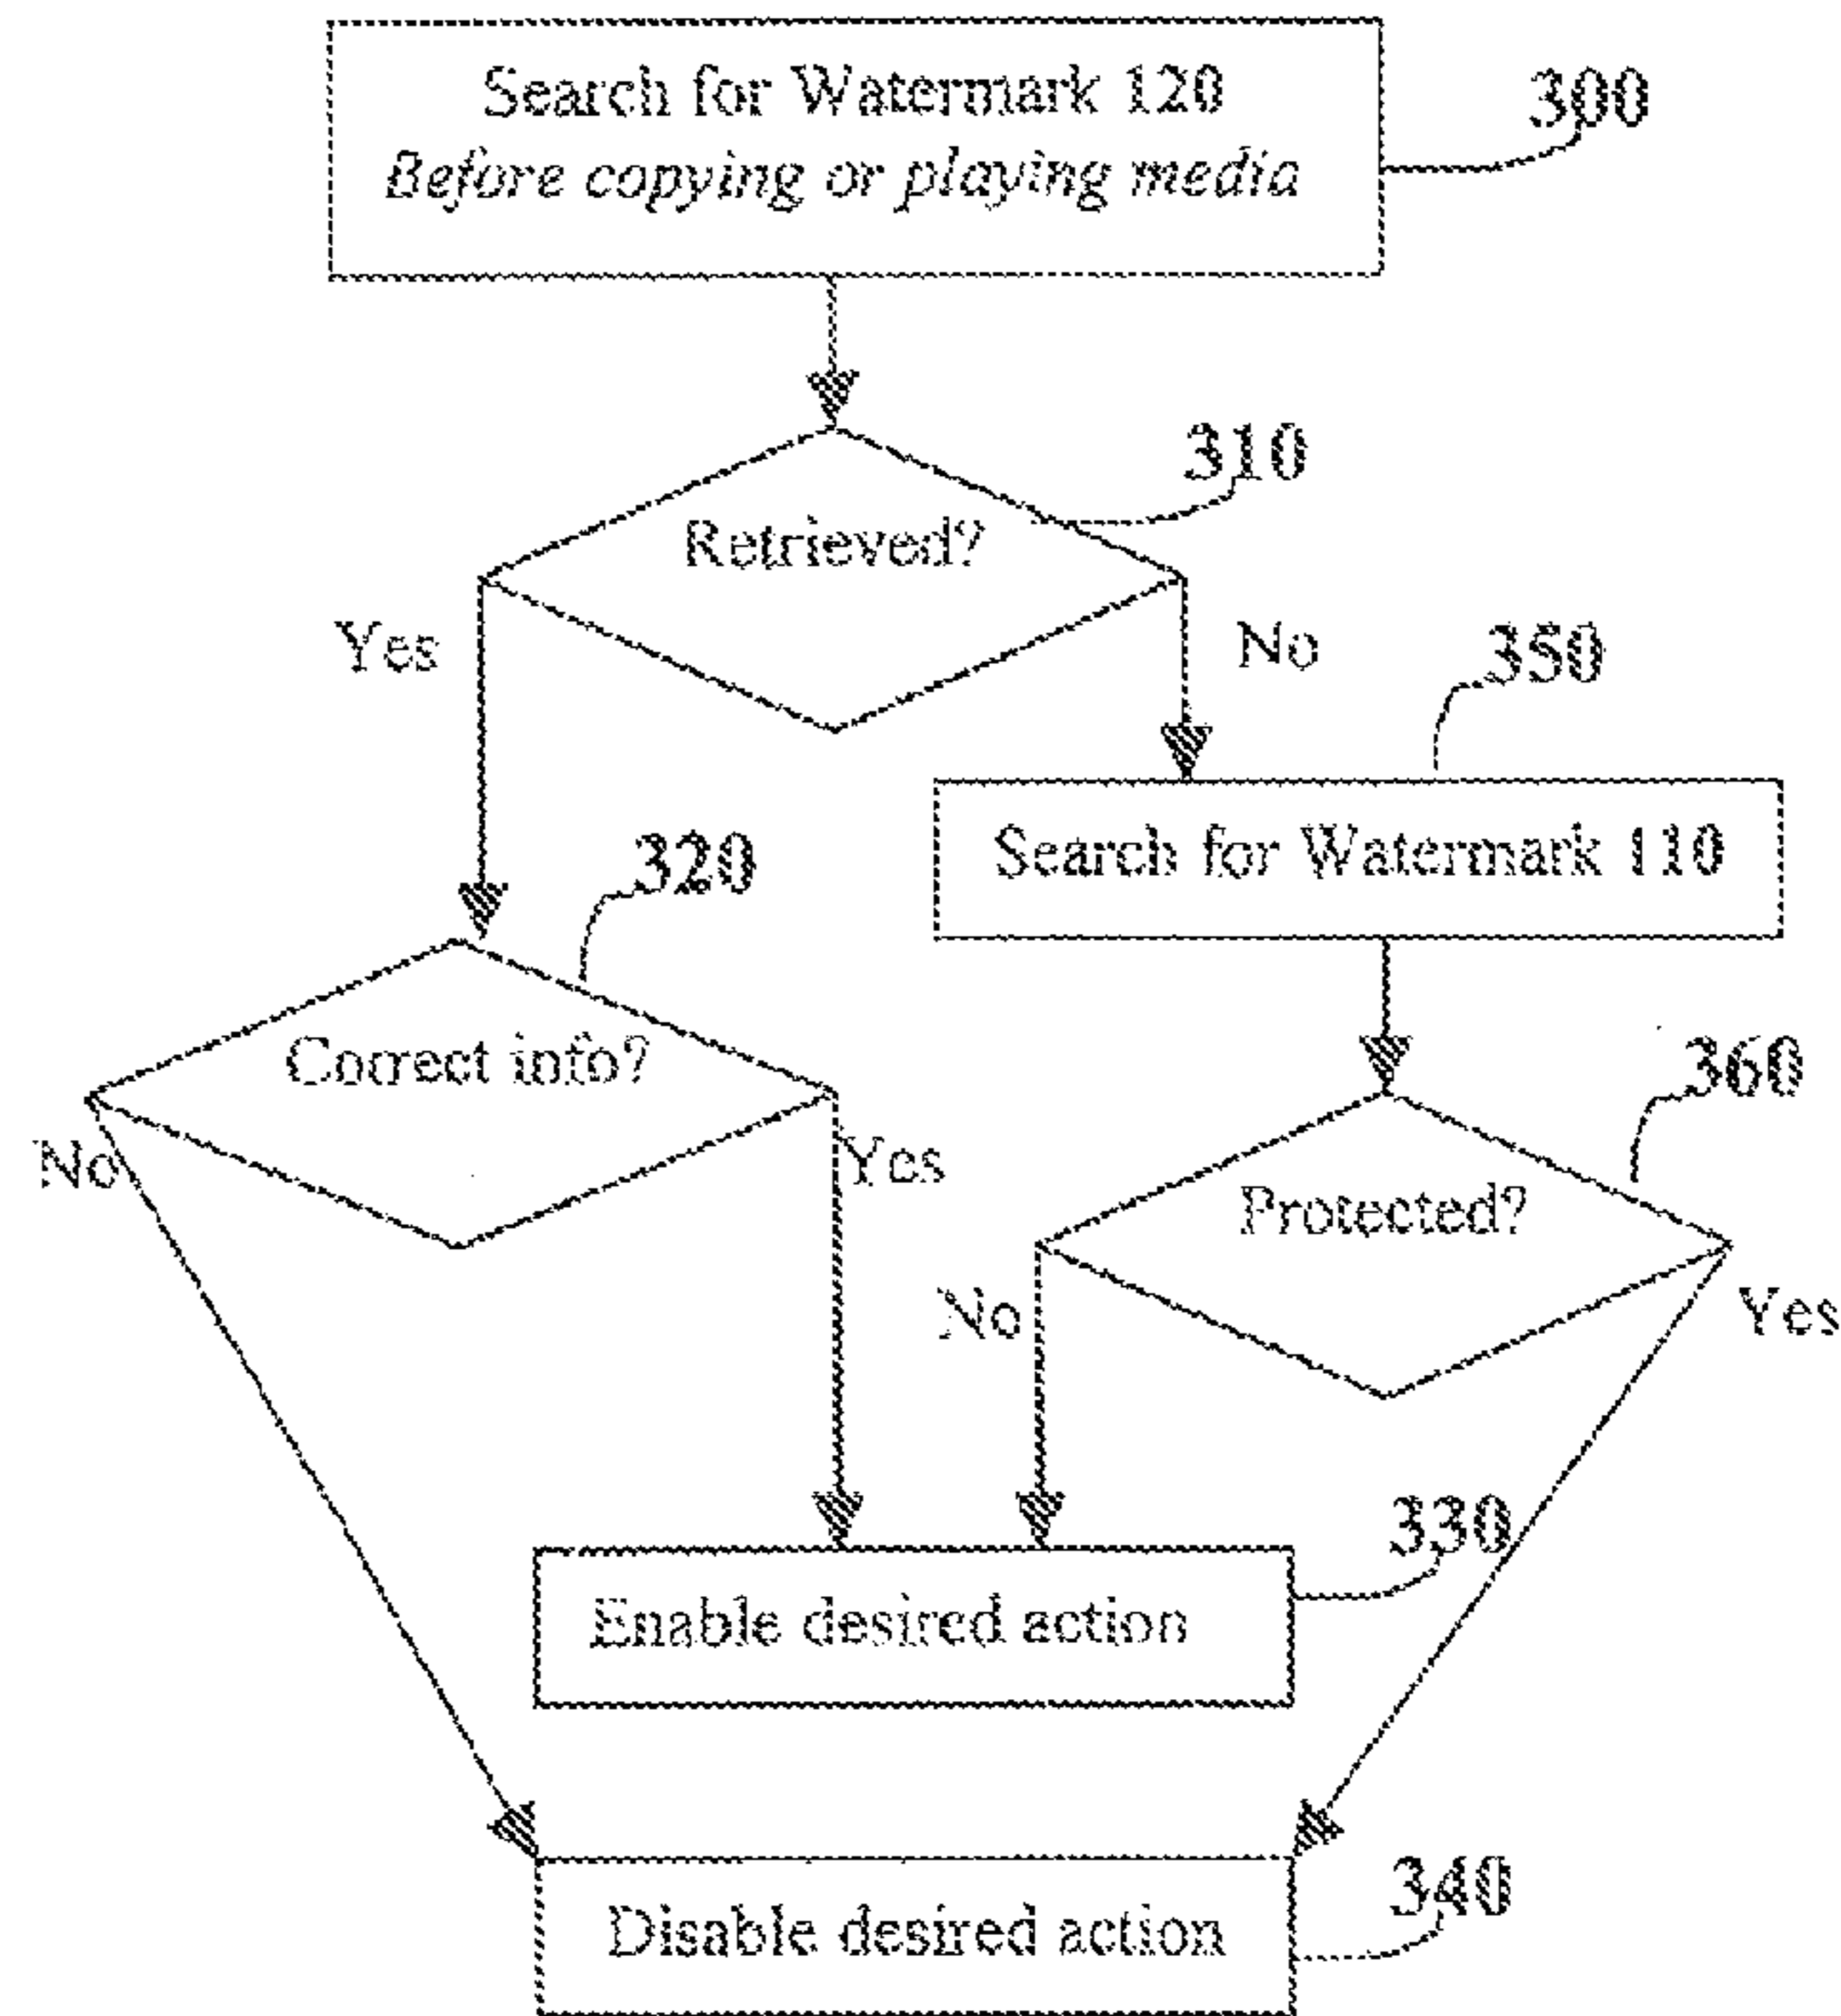 Search for Watermark 120
Before copying or playing media
300
310
Retrieved?
Yes
No
350
Search for Watermark 110
320
Correct info?
No
Yes
360
Protected?
No
Yes
330
Enable desired action
340
Disable desired action